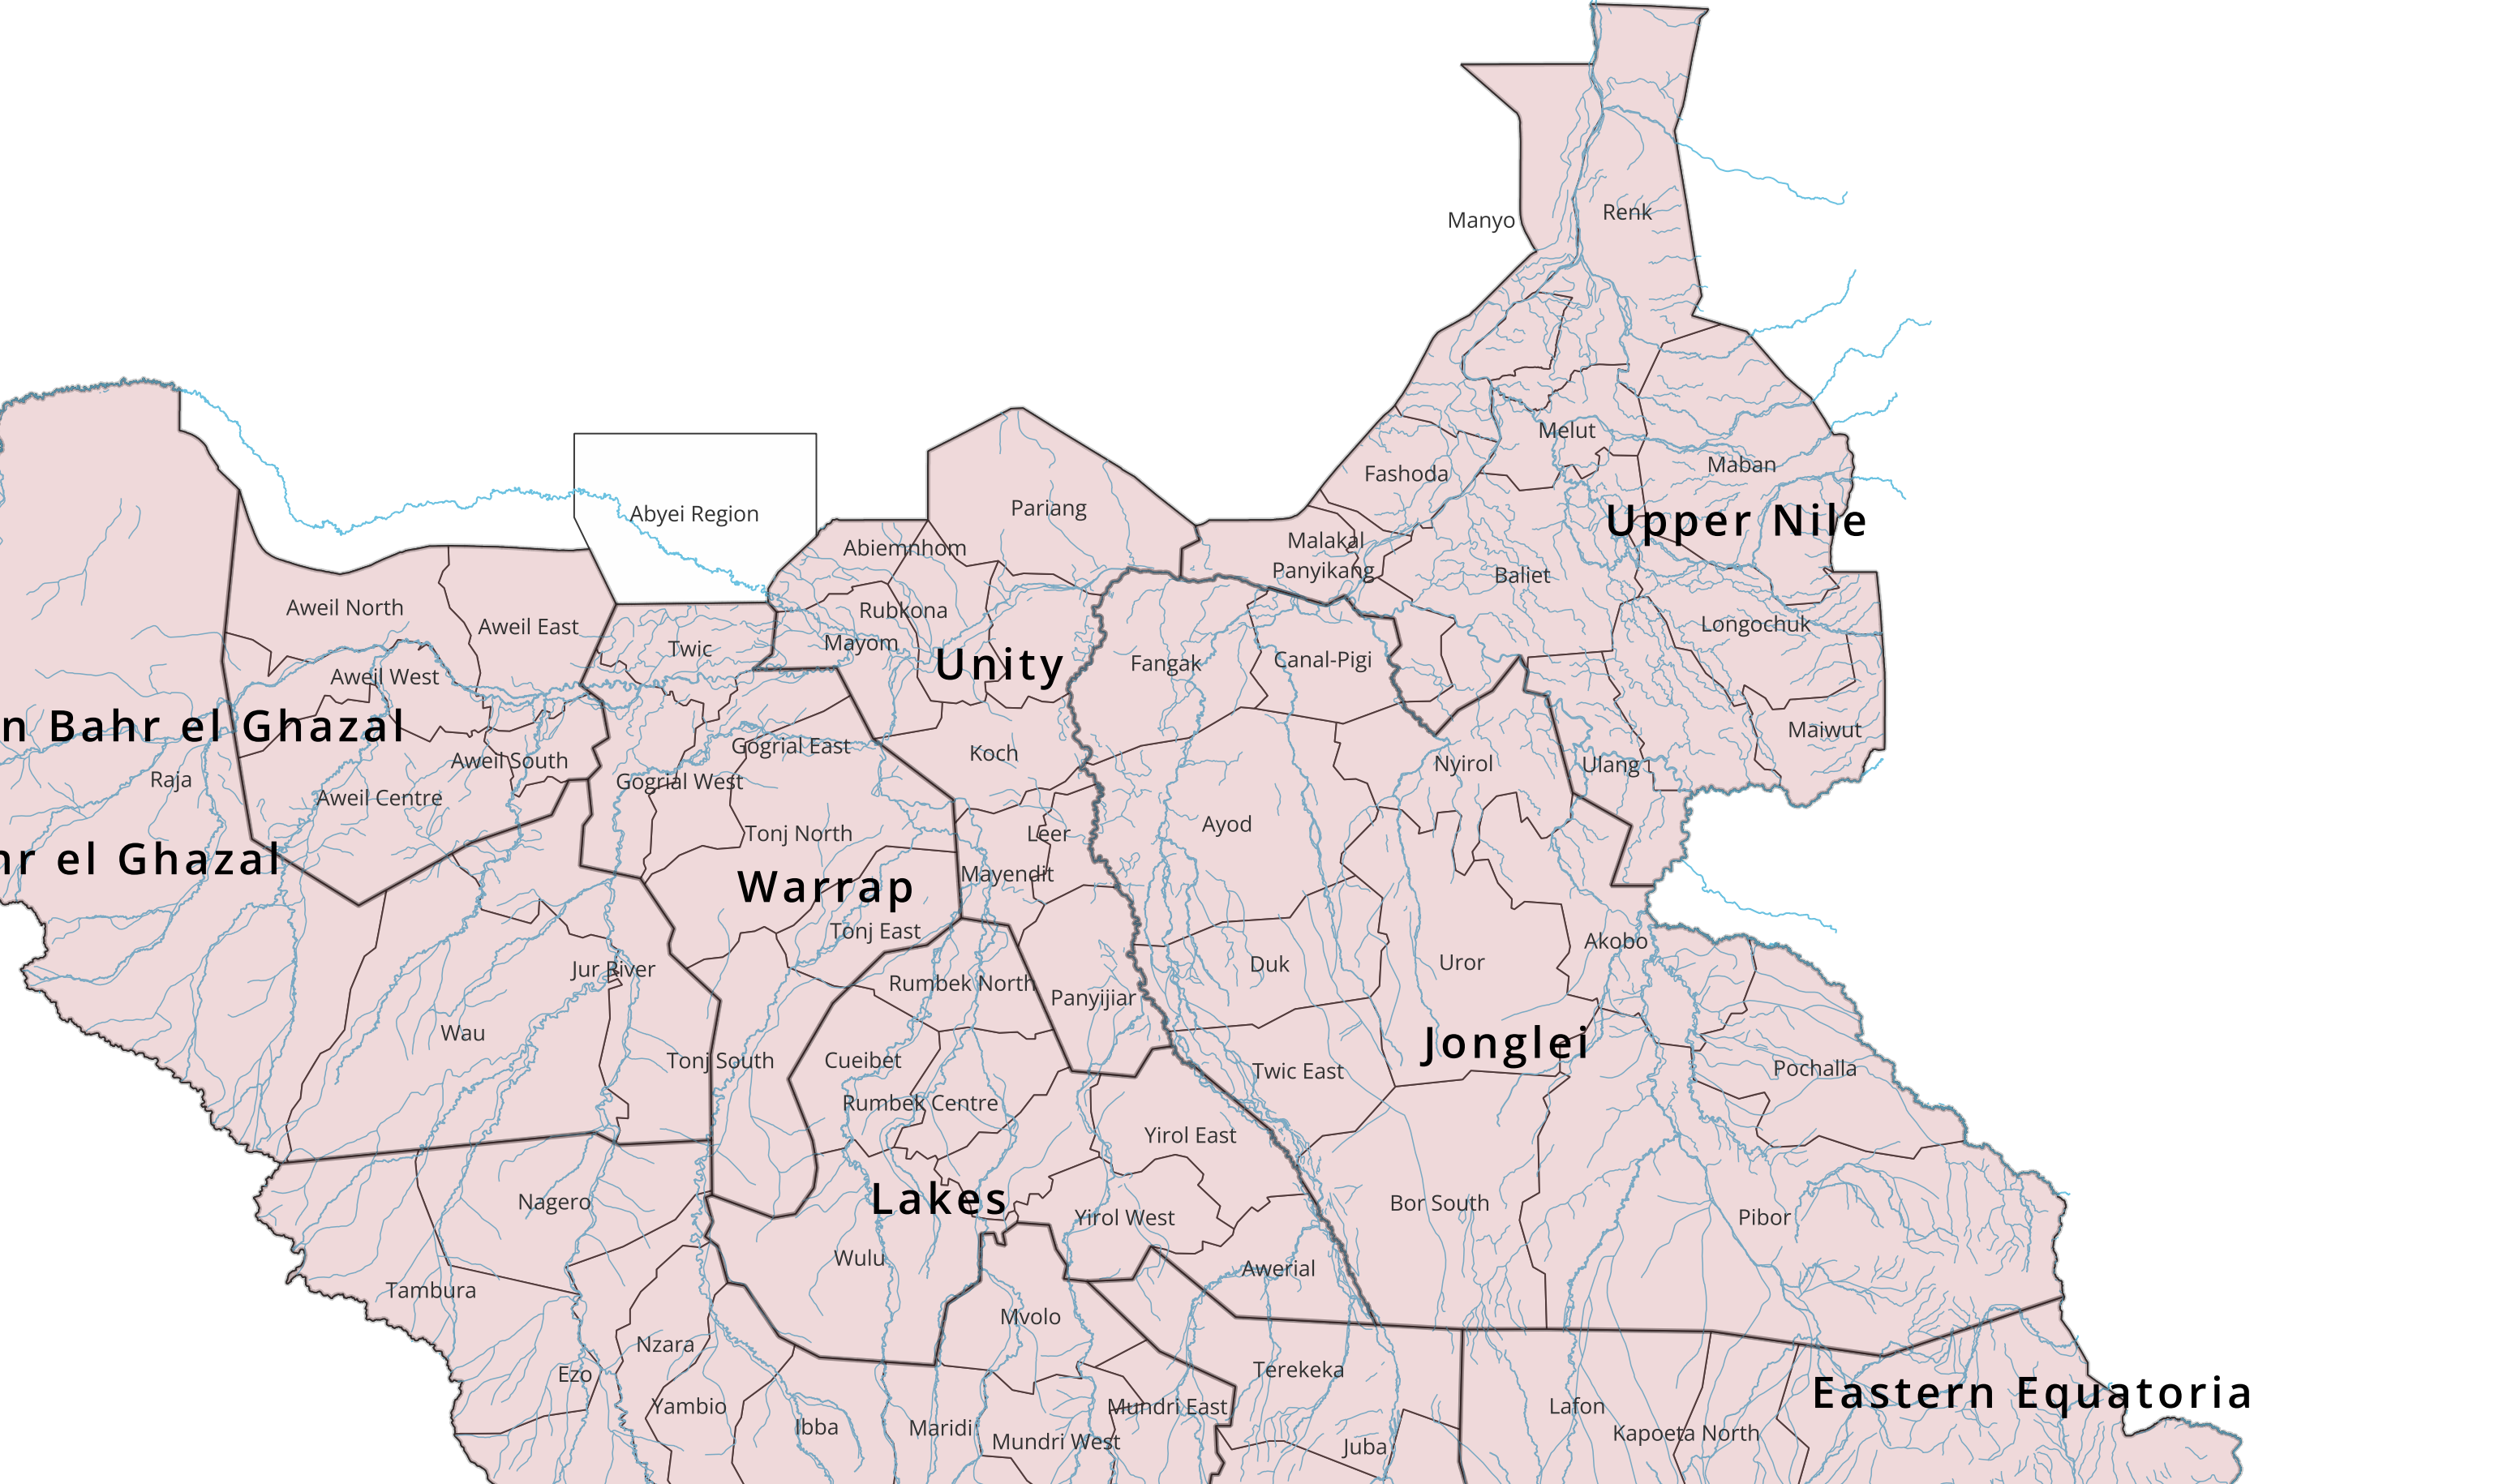 Renk
Manyo
Melut
Maban
Fashoda
Pariang
Abyei Region
Upper Nile
Malakal
Abiemnhom
Panyikang
Baliet
Aweil North
Rubkona
Longochuk
Aweil East
Mayom
Twic
Canal-Pigi
Fangak
Unity
Aweil West
n Bahr el Ghazal
Maiwut
Gogrial East
Koch
Aweil South
Nyirol
Ulang
Raja
Gogrial West
Aweil Centre
Ayod
Tonj North
Leer
hr el Ghazal
Mayendit
Warrap
Tonj East
Akobo
Uror
Duk
Jur River
Rumbek North
Panyijiar
Wau
Jonglei
Tonj South
Cueibet
Pochalla
Twic East
Rumbek Centre
Yirol East
Lakes
Nagero
Bor South
Yirol West
Pibor
Wulu
Awerial
Tambura
Mvolo
Nzara
Terekeka
Ezo
Eastern Equatoria
Yambio
Mundri East
Lafon
Ibba
Maridi
Kapoeta North
Mundri West
Juba